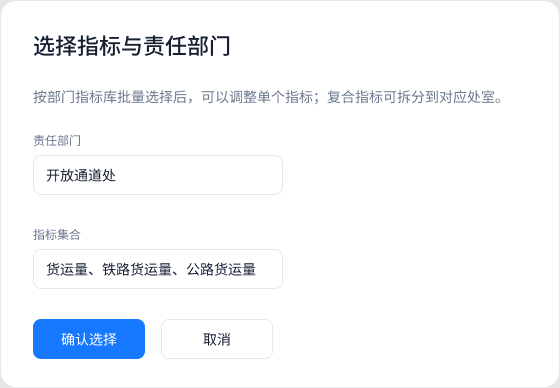 选择指标与责任部门
按部门指标库批量选择后，可以调整单个指标；复合指标可拆分到对应处室。
责任部门
开放通道处
指标集合
货运量、铁路货运量、公路货运量
确认选择
取消